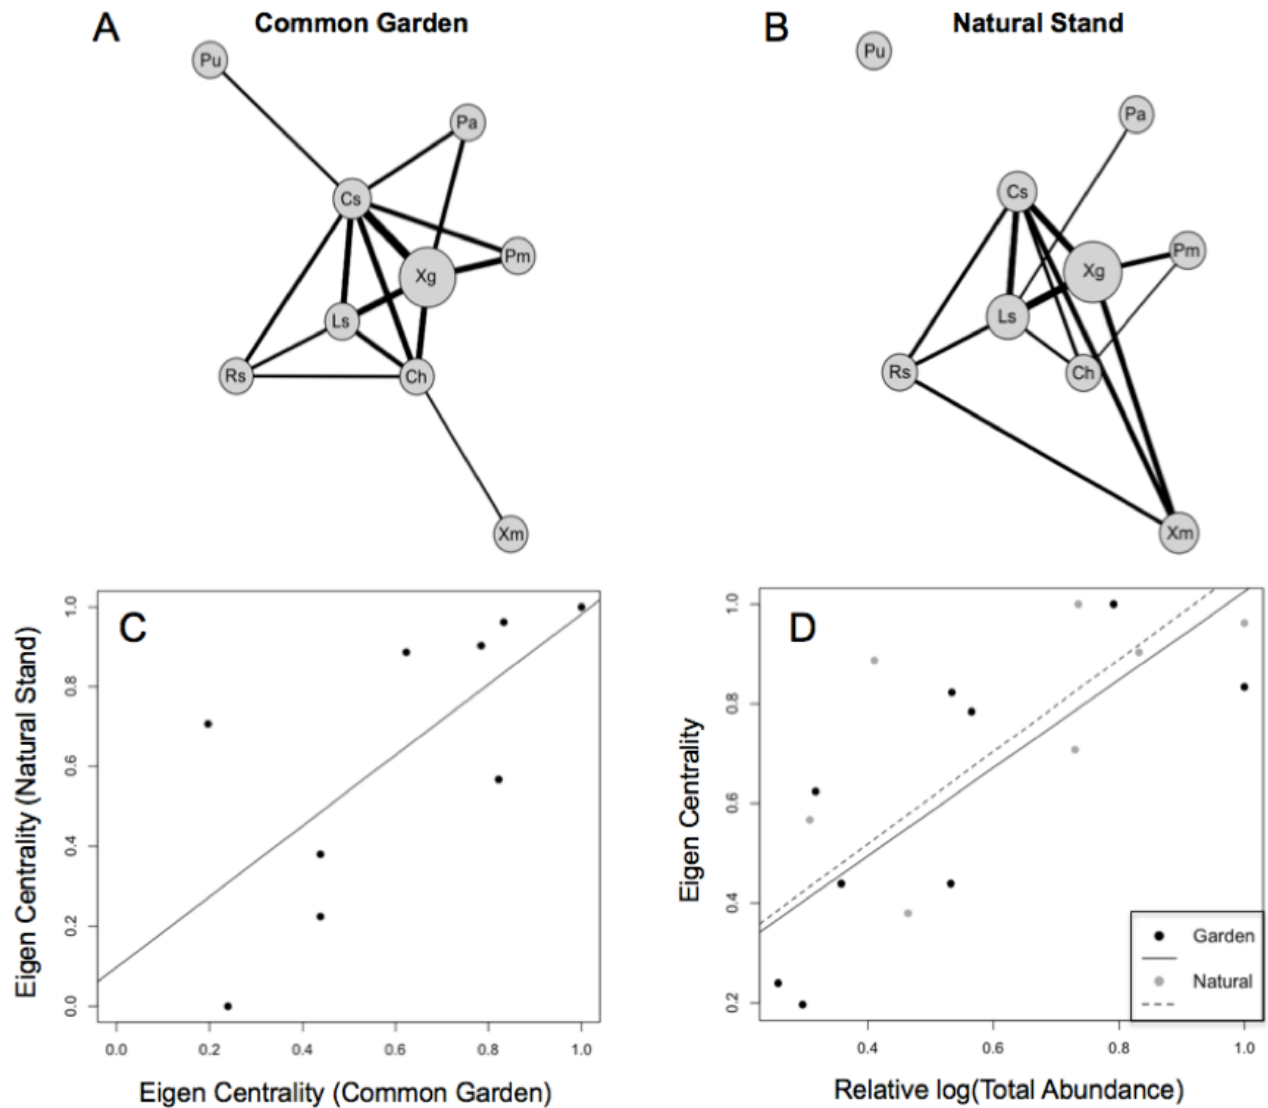 A
Common Garden
Pu
Pa
Cs
Pm
Xg
Ls
Rs
Ch
Xm
B
Natural Stand
Pu
Pa
Cs
Pm
Xg
Ls
Rs
Ch
Xm
C
Eigen Centrality (Natural Stand)
1.0
0.8
0.6
0.4
0.2
0.0
0.0 0.2 0.4 0.6 0.8 1.0
Eigen Centrality (Common Garden)
D
Eigen Centrality
1.0
0.8
0.6
0.4
0.2
Garden
Natural
0.4 0.6 0.8 1.0
Relative log(Total Abundance)